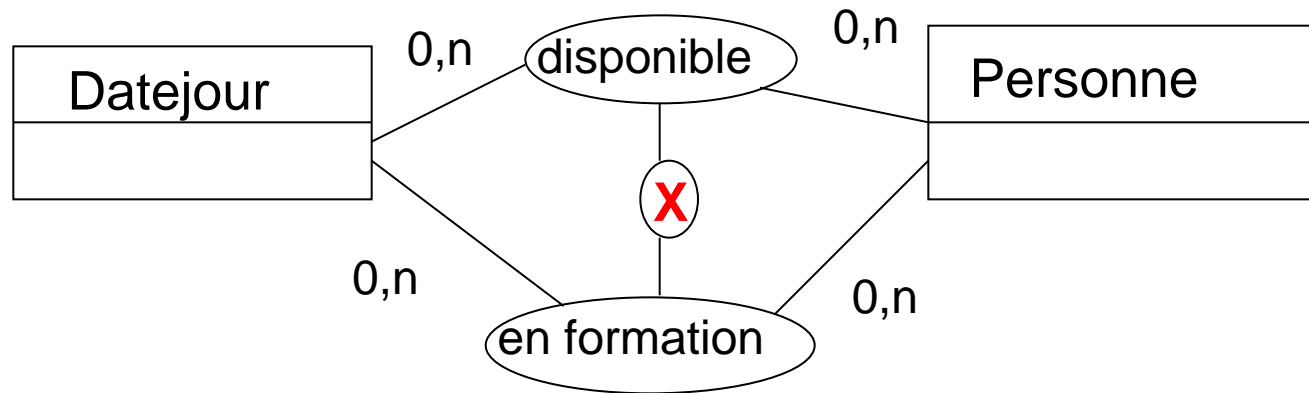 Datejour
0,n
disponible
0,n
Personne
X
0,n
en formation
0,n